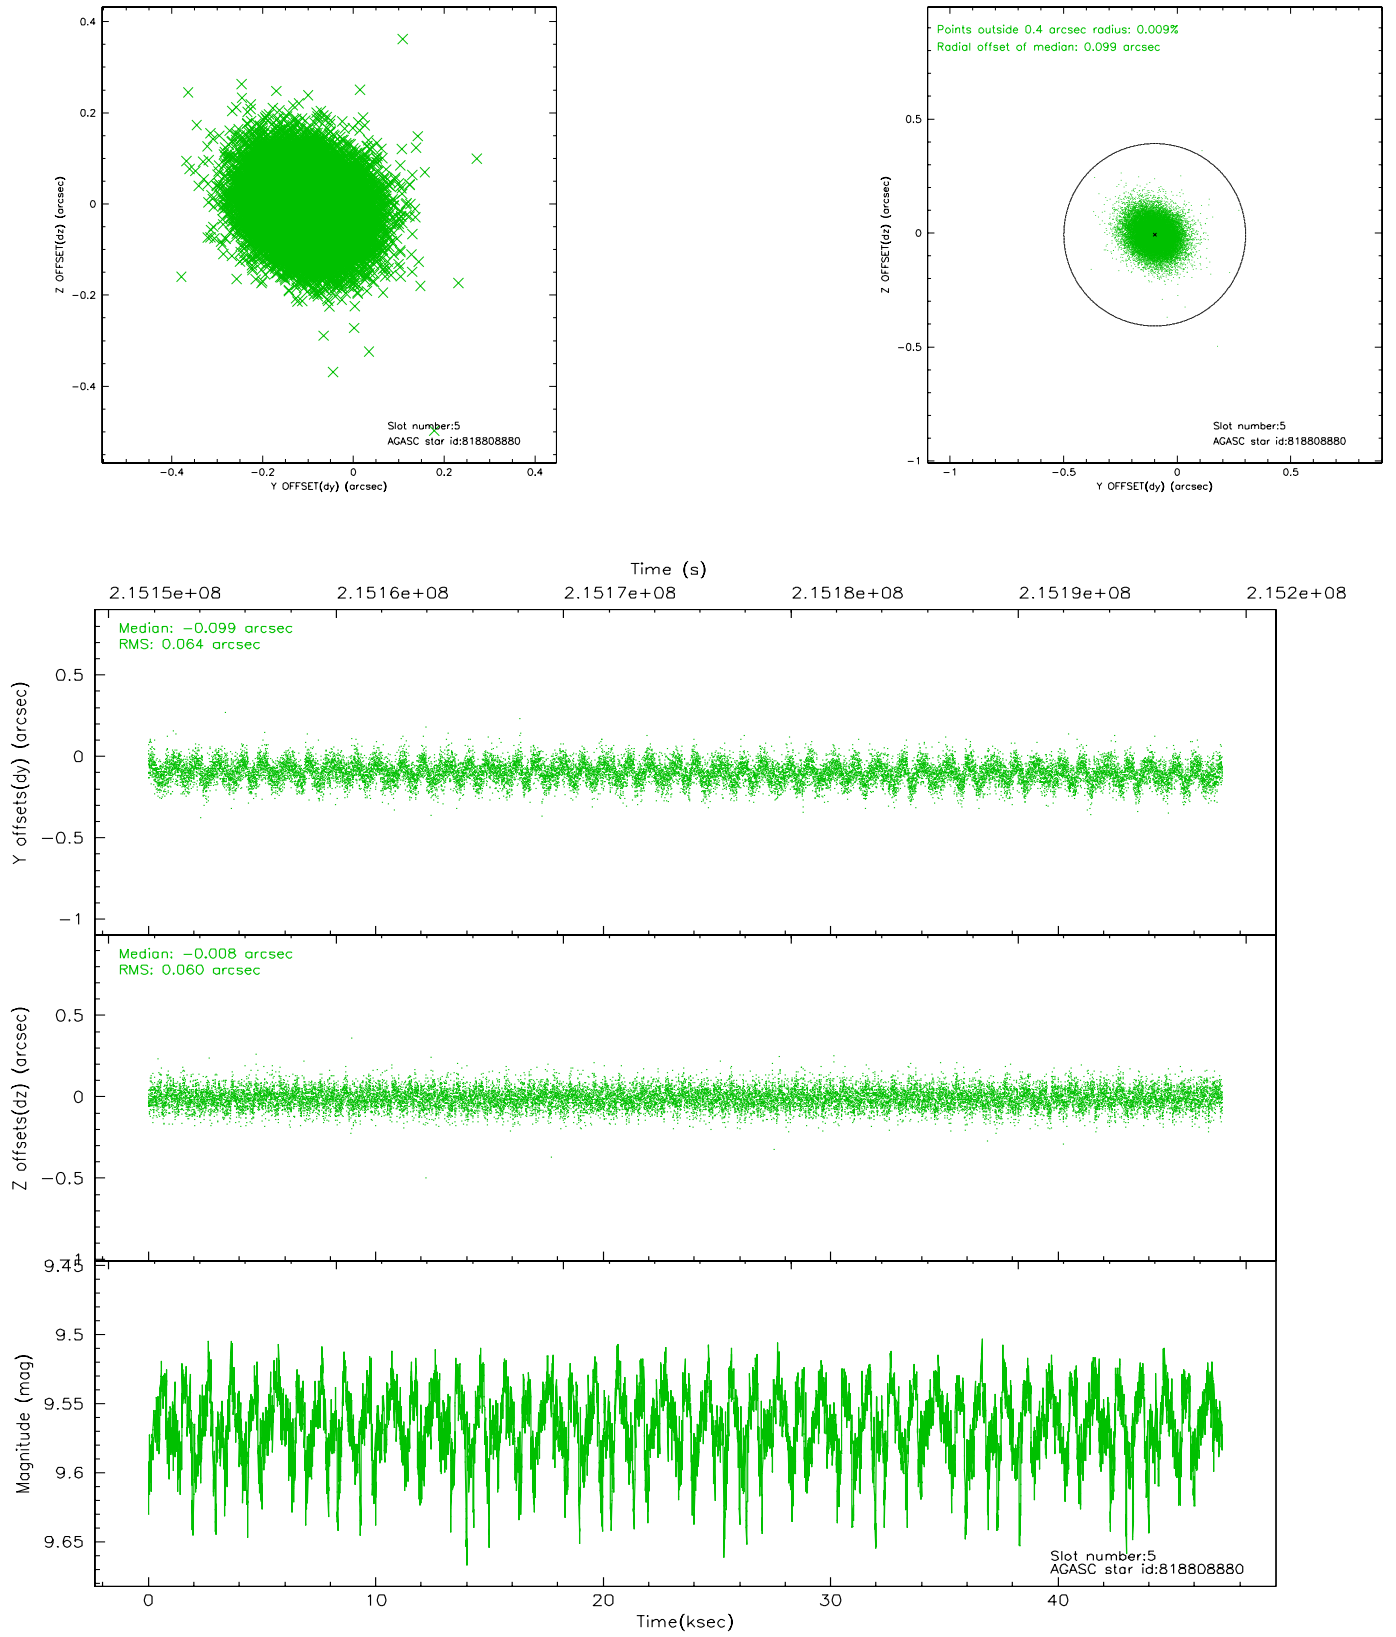 0.4
0.2
0
−0.2
−0.4
Z OFFSET(dz) (arcsec)
Slot number:5
AGASC star id:818808880
−0.4
−0.2
0
0.2
0.4
Y OFFSET(dy) (arcsec)
Points outside 0.4 arcsec radius: 0.009%
Radial offset of median: 0.099 arcsec
0.5
0
−0.5
−1
Z OFFSET(dz) (arcsec)
Slot number:5
AGASC star id:818808880
−1
−0.5
0
0.5
Y OFFSET(dy) (arcsec)
Time (s)
2.1515e+08
2.1516e+08
2.1517e+08
2.1518e+08
2.1519e+08
2.152e+08
Median: −0.099 arcsec
RMS: 0.064 arcsec
0.5
0
−0.5
−1
Y offsets(dy) (arcsec)
Median: −0.008 arcsec
RMS: 0.060 arcsec
0.5
0
−0.5
−1
Z offsets(dz) (arcsec)
9.45
9.5
9.55
9.6
9.65
Magnitude (mag)
Slot number:5
AGASC star id:818808880
0
10
20
30
40
Time(ksec)